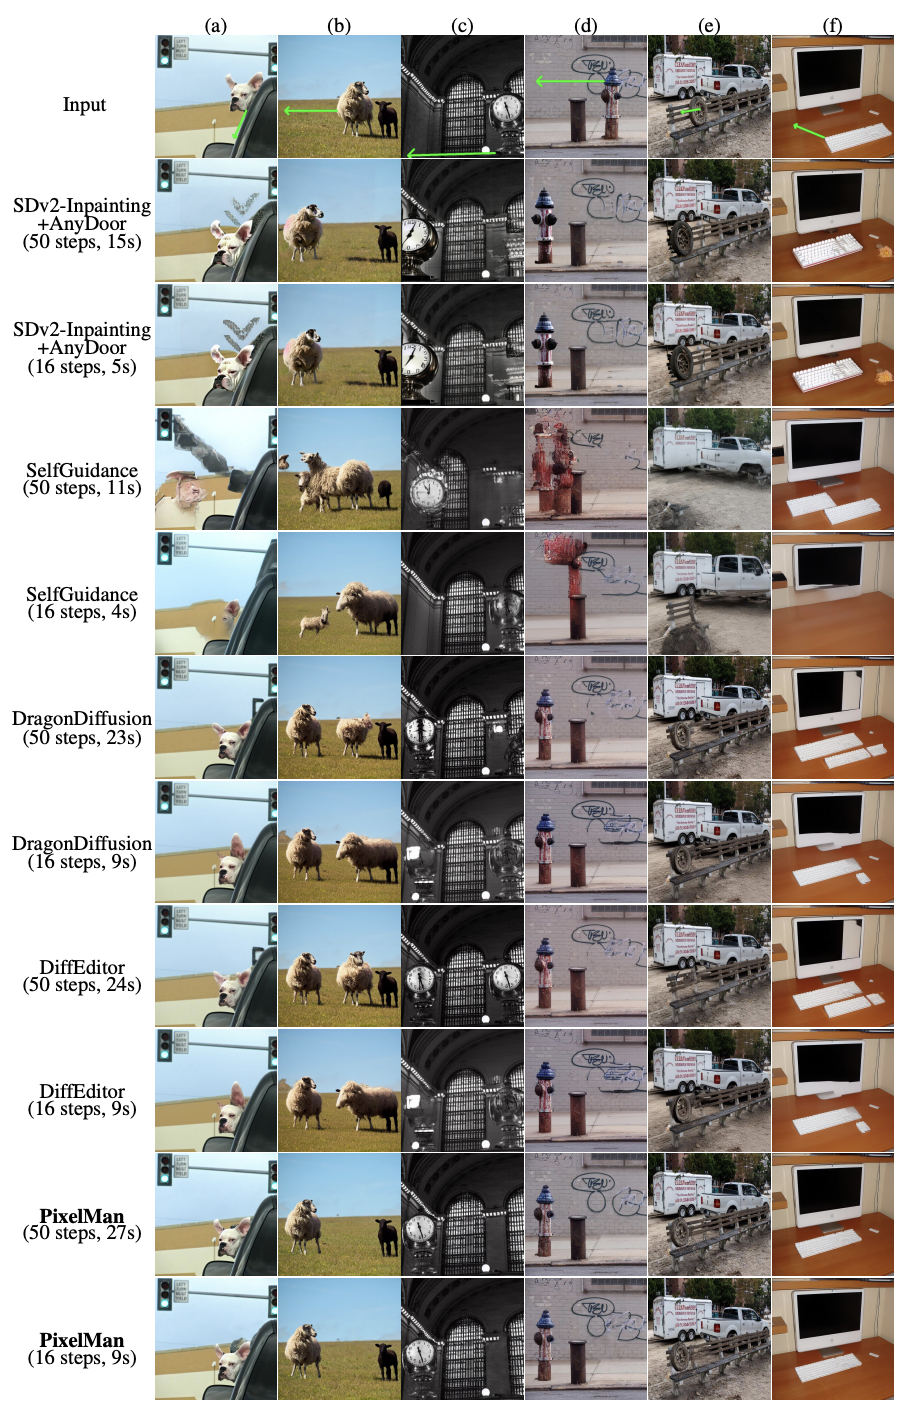 (a) (b) (c) (d) (e) (f)
Input
SDv2-Inpainting
+AnyDoor
(50 steps, 15s)
SDv2-Inpainting
+AnyDoor
(16 steps, 5s)
SelfGuidance
(50 steps, 11s)
SelfGuidance
(16 steps, 4s)
DragonDiffusion
(50 steps, 23s)
DragonDiffusion
(16 steps, 9s)
DiffEditor
(50 steps, 24s)
DiffEditor
(16 steps, 9s)
PixelMan
(50 steps, 27s)
PixelMan
(16 steps, 9s)